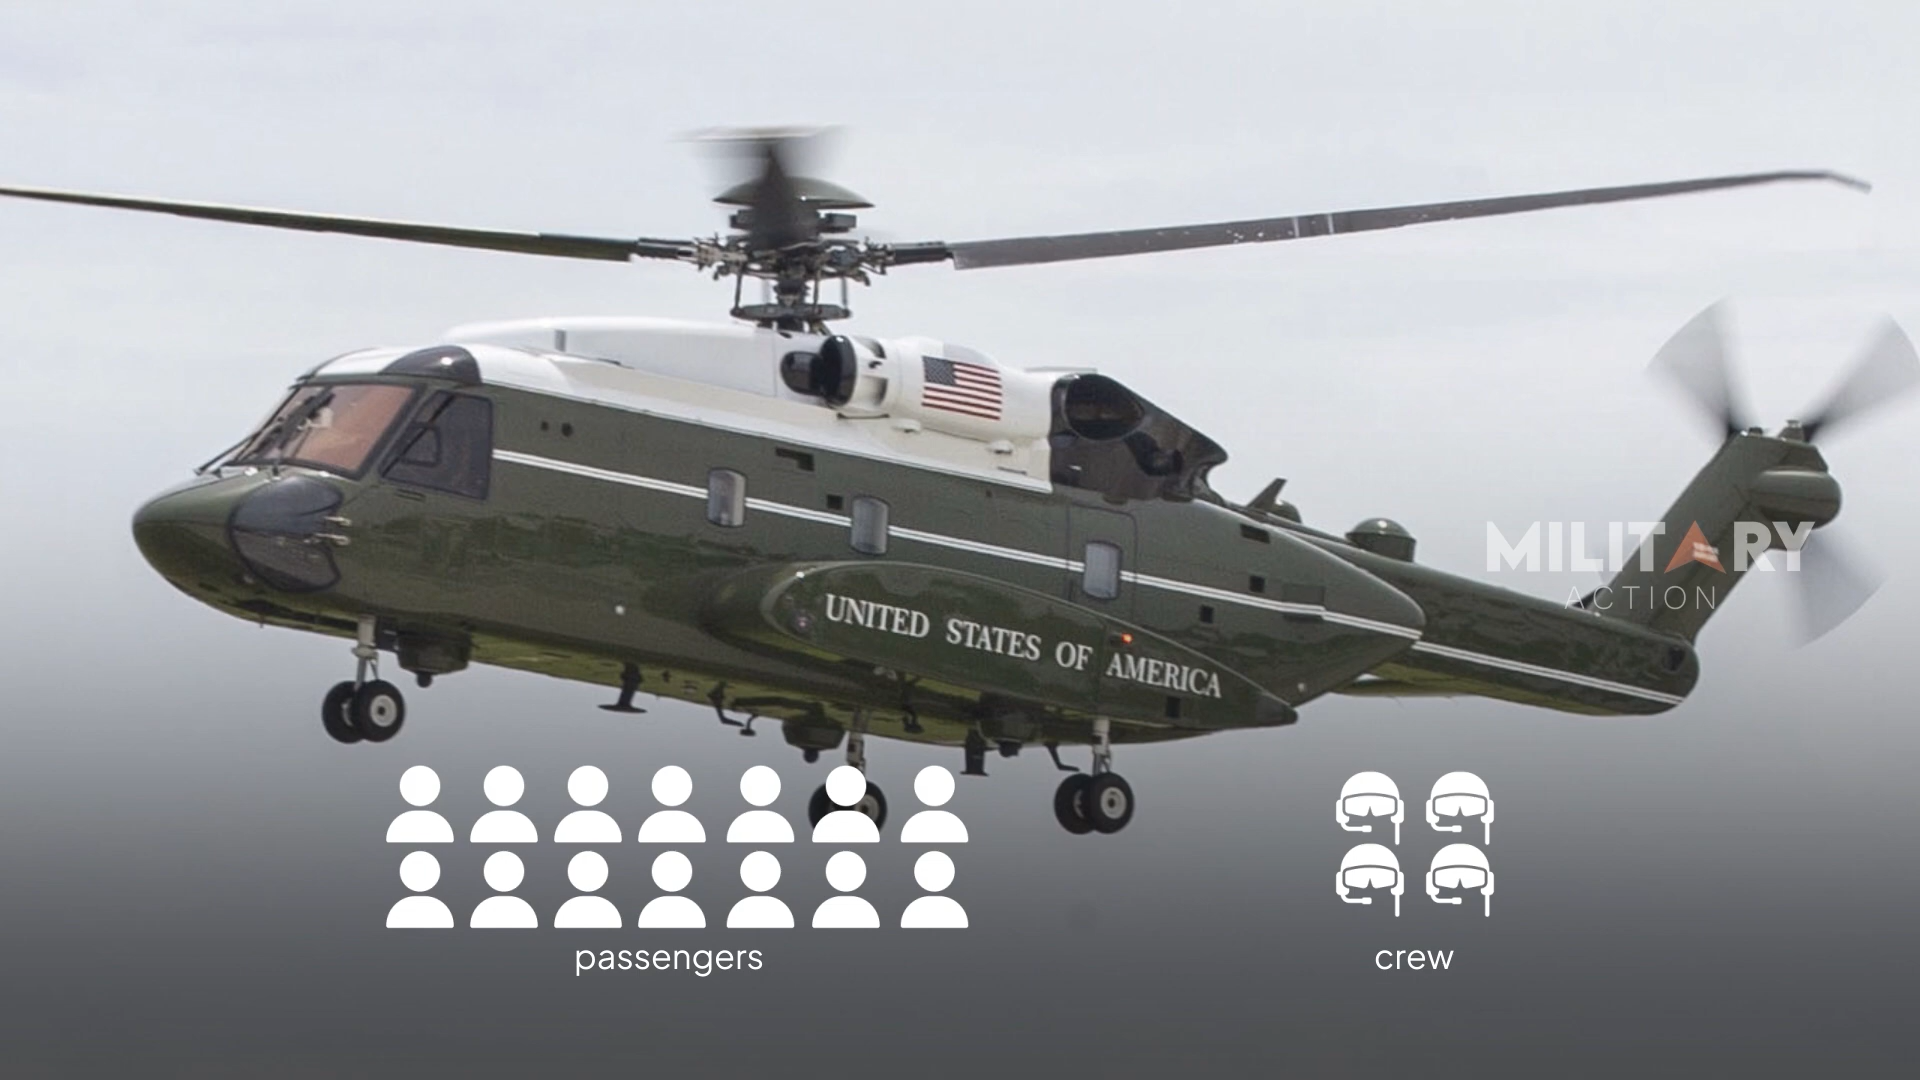 UNITED STATES OF AMERICA
MILITARY
ACTION
passengers
crew